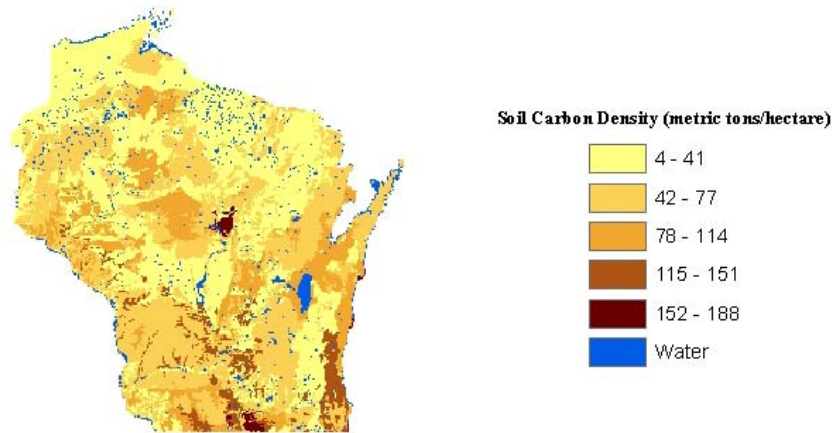 Soil Carbon Density (metric tons/hectare)
4 - 41
42 - 77
78 - 114
115 - 151
152 - 188
Water